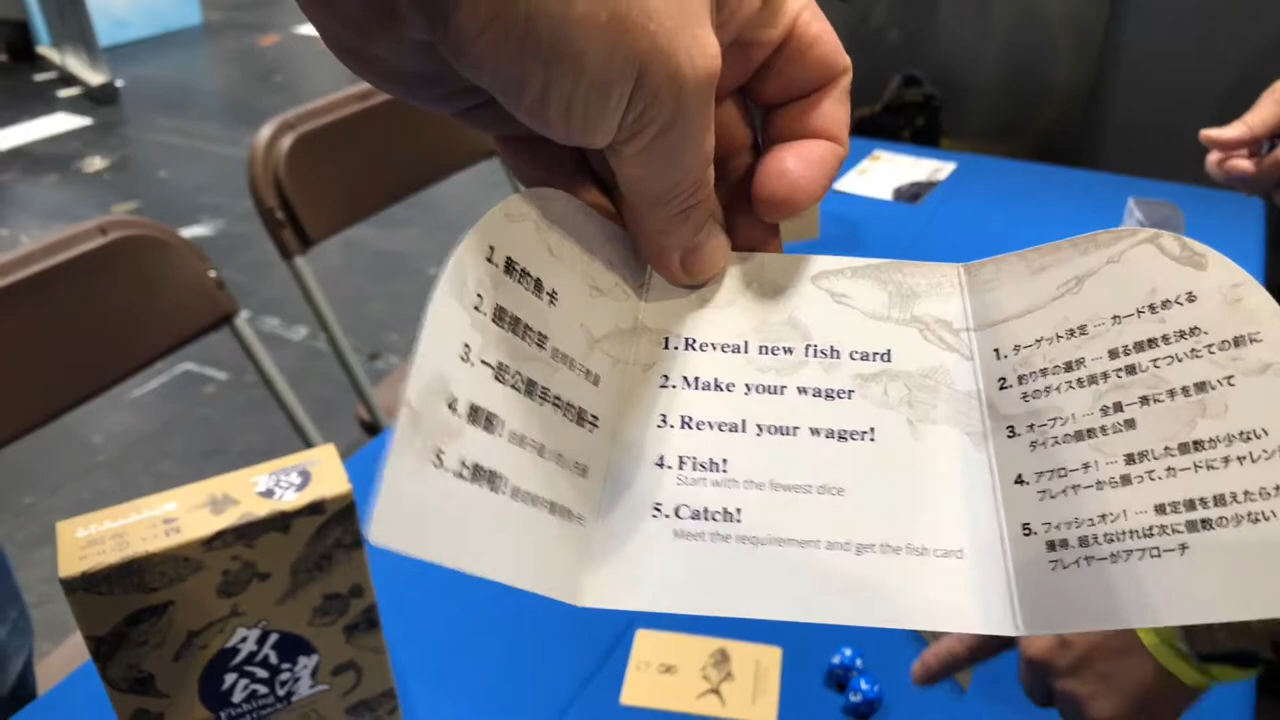 1. 新的魚卡
2. 選擇釣竿
3. 一起公開手中的骰子
4.
5. 上鉤啦!
1. Reveal new fish card
2. Make your wager
3. Reveal your wager!
4. Fish!
Start with the fewest dice
5. Catch!
Meet the requirement and get the fish card
1. ターゲット決定 … カードをめくる
2. 釣り竿の選択 … 振る個数を決め、
そのダイスを両手で隠してついたての前に
3. オープン! … 全員一斉に手を開いて
ダイスの個数を公開
4. アプローチ! … 選択した個数が少ない
プレイヤーから振って、カードにチャレン
5. フィッシュオン! … 規定値を超えたら
獲得、超えなければ次に個数の少ない
プレイヤーがアプローチ
ダイ公望
Fishing